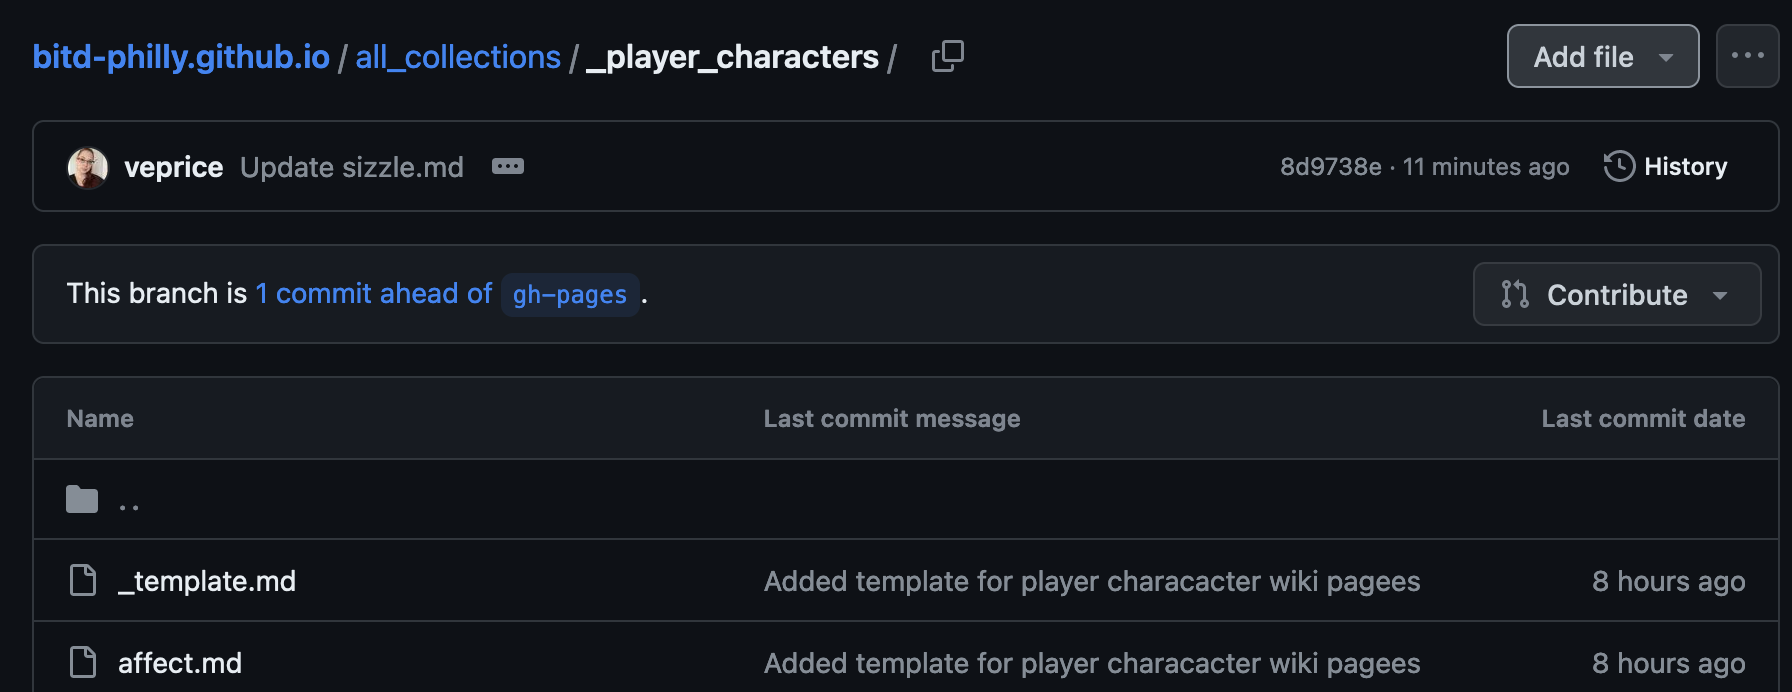 bitd-philly.github.io / all_collections / _player_characters / Add file
veprice Update sizzle.md 8d9738e · 11 minutes ago History
This branch is 1 commit ahead of gh-pages . Contribute
Name Last commit message Last commit date
..
_template.md Added template for player characacter wiki pagees 8 hours ago
affect.md Added template for player characacter wiki pagees 8 hours ago